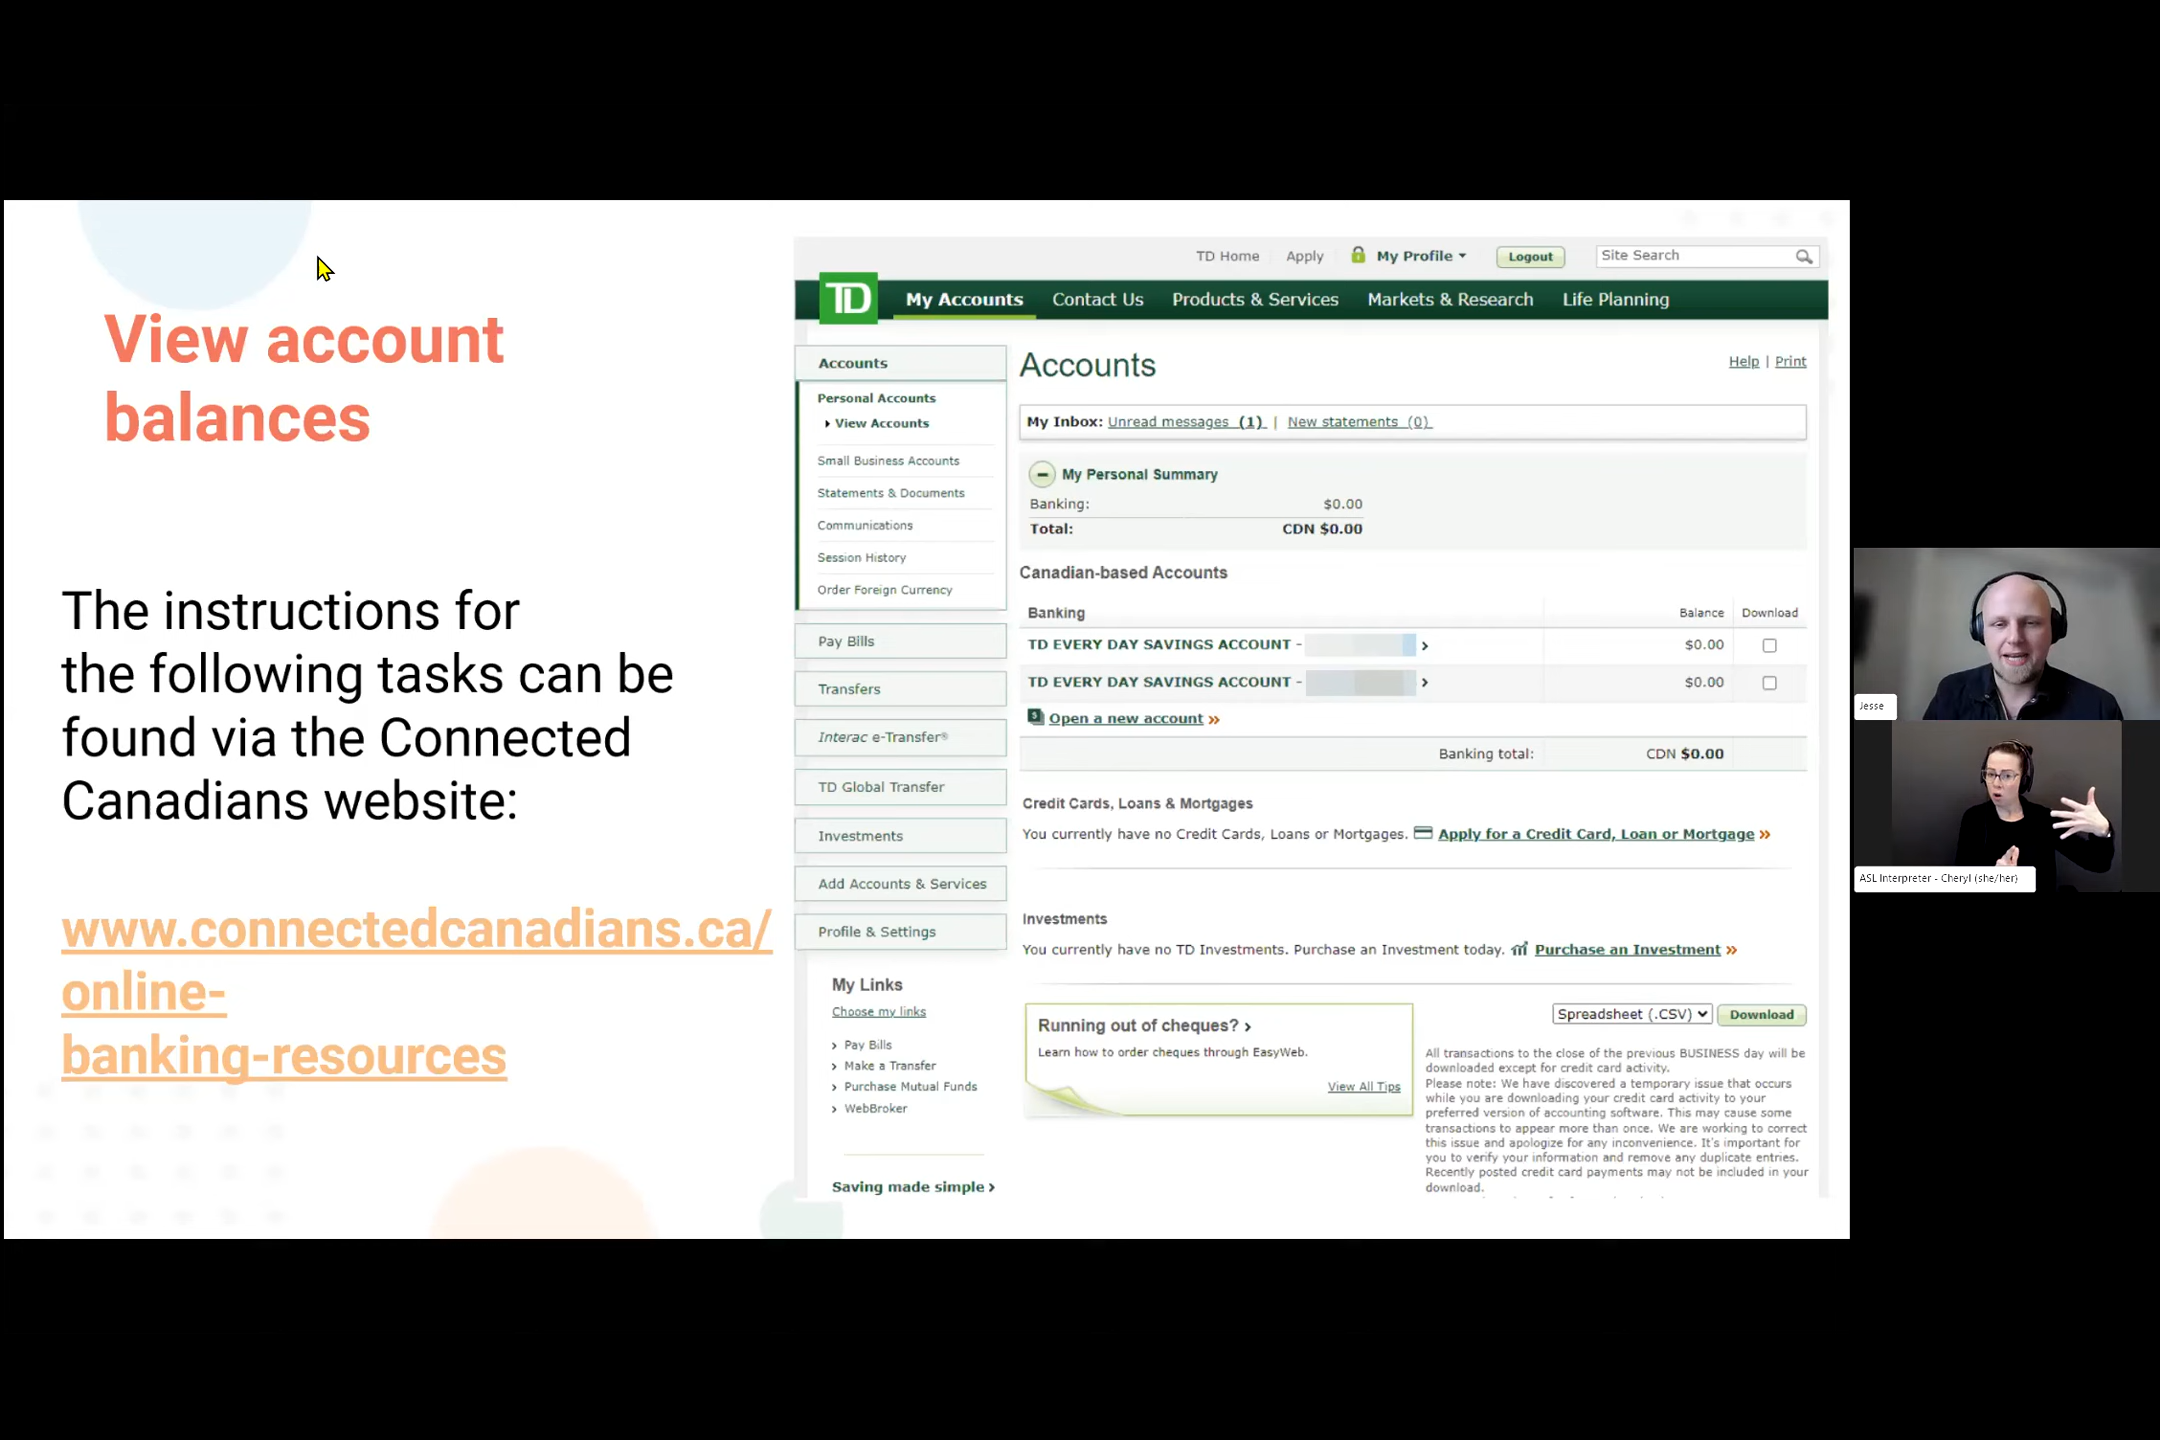 View account
balances
The instructions for
the following tasks can be
found via the Connected
Canadians website:
www.connectedcanadians.ca/
online-
banking-resources
TD Home Apply My Profile Logout Site Search
TD My Accounts Contact Us Products & Services Markets & Research Life Planning
Accounts
Personal Accounts
View Accounts
Small Business Accounts
Statements & Documents
Communications
Session History
Order Foreign Currency
Pay Bills
Transfers
Interac e-Transfer®
TD Global Transfer
Investments
Add Accounts & Services
Profile & Settings
My Links
Choose my links
Pay Bills
Make a Transfer
Purchase Mutual Funds
WebBroker
Saving made simple
Accounts
Help | Print
My Inbox: Unread messages (1) | New statements (0)
My Personal Summary
Banking: $0.00
Total: CDN $0.00
Canadian-based Accounts
Banking Balance Download
TD EVERY DAY SAVINGS ACCOUNT - $0.00
TD EVERY DAY SAVINGS ACCOUNT - $0.00
Open a new account »
Banking total: CDN $0.00
Credit Cards, Loans & Mortgages
You currently have no Credit Cards, Loans or Mortgages. Apply for a Credit Card, Loan or Mortgage »
Investments
You currently have no TD Investments. Purchase an Investment today. Purchase an Investment »
Running out of cheques?
Learn how to order cheques through EasyWeb.
View All Tips
Spreadsheet (.CSV) Download
All transactions to the close of the previous BUSINESS day will be
downloaded except for credit card activity.
Please note: We have discovered a temporary issue that occurs
while you are downloading your credit card activity to your
preferred version of accounting software. This may cause some
transactions to appear more than once. We are working to correct
this issue and apologize for any inconvenience. It's important for
you to verify your information and remove any duplicate entries.
Recently posted credit card payments may not be included in your
download.
Jesse
ASL Interpreter - Cheryl (she/her)